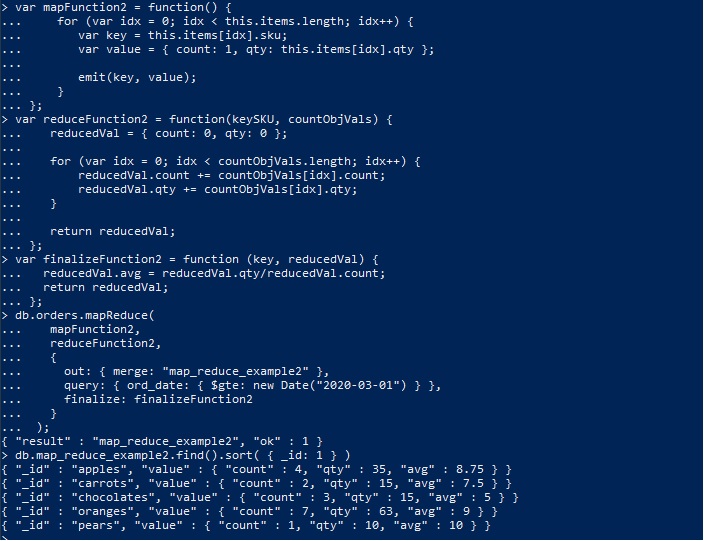 > var mapFunction2 = function() {
...     for (var idx = 0; idx < this.items.length; idx++) {
...        var key = this.items[idx].sku;
...        var value = { count: 1, qty: this.items[idx].qty };
...
...        emit(key, value);
...     }
... };
> var reduceFunction2 = function(keySKU, countObjVals) {
...    reducedVal = { count: 0, qty: 0 };
...
...    for (var idx = 0; idx < countObjVals.length; idx++) {
...        reducedVal.count += countObjVals[idx].count;
...        reducedVal.qty += countObjVals[idx].qty;
...    }
...
...    return reducedVal;
... };
> var finalizeFunction2 = function (key, reducedVal) {
...   reducedVal.avg = reducedVal.qty/reducedVal.count;
...   return reducedVal;
... };
> db.orders.mapReduce(
...    mapFunction2,
...    reduceFunction2,
...    {
...      out: { merge: "map_reduce_example2" },
...      query: { ord_date: { $gte: new Date("2020-03-01") } },
...      finalize: finalizeFunction2
...    }
...  );
{ "result" : "map_reduce_example2", "ok" : 1 }
> db.map_reduce_example2.find().sort( { _id: 1 } )
{ "_id" : "apples", "value" : { "count" : 4, "qty" : 35, "avg" : 8.75 } }
{ "_id" : "carrots", "value" : { "count" : 2, "qty" : 15, "avg" : 7.5 } }
{ "_id" : "chocolates", "value" : { "count" : 3, "qty" : 15, "avg" : 5 } }
{ "_id" : "oranges", "value" : { "count" : 7, "qty" : 63, "avg" : 9 } }
{ "_id" : "pears", "value" : { "count" : 1, "qty" : 10, "avg" : 10 } }
>